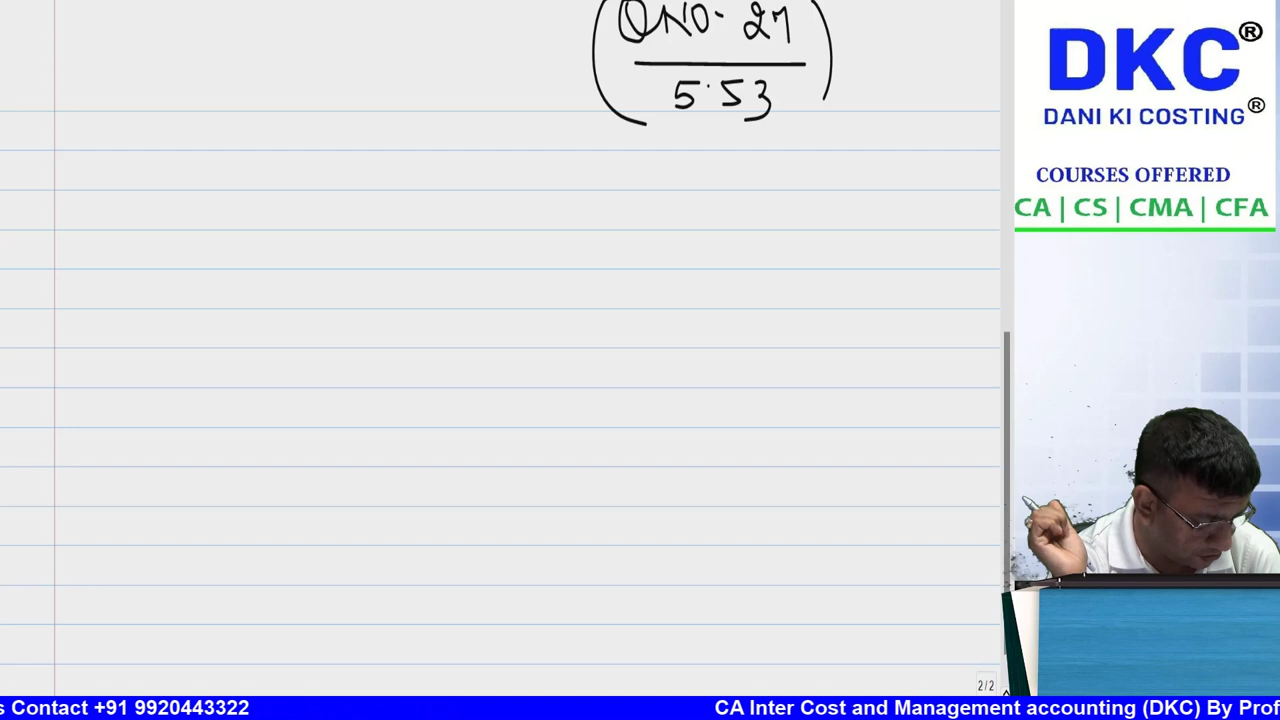 QNO. 27
5.53
DKC®
DANI KI COSTING®
COURSES OFFERED
CA | CS | CMA | CFA
2/2
s Contact +91 9920443322
CA Inter Cost and Management accounting (DKC) By Prof